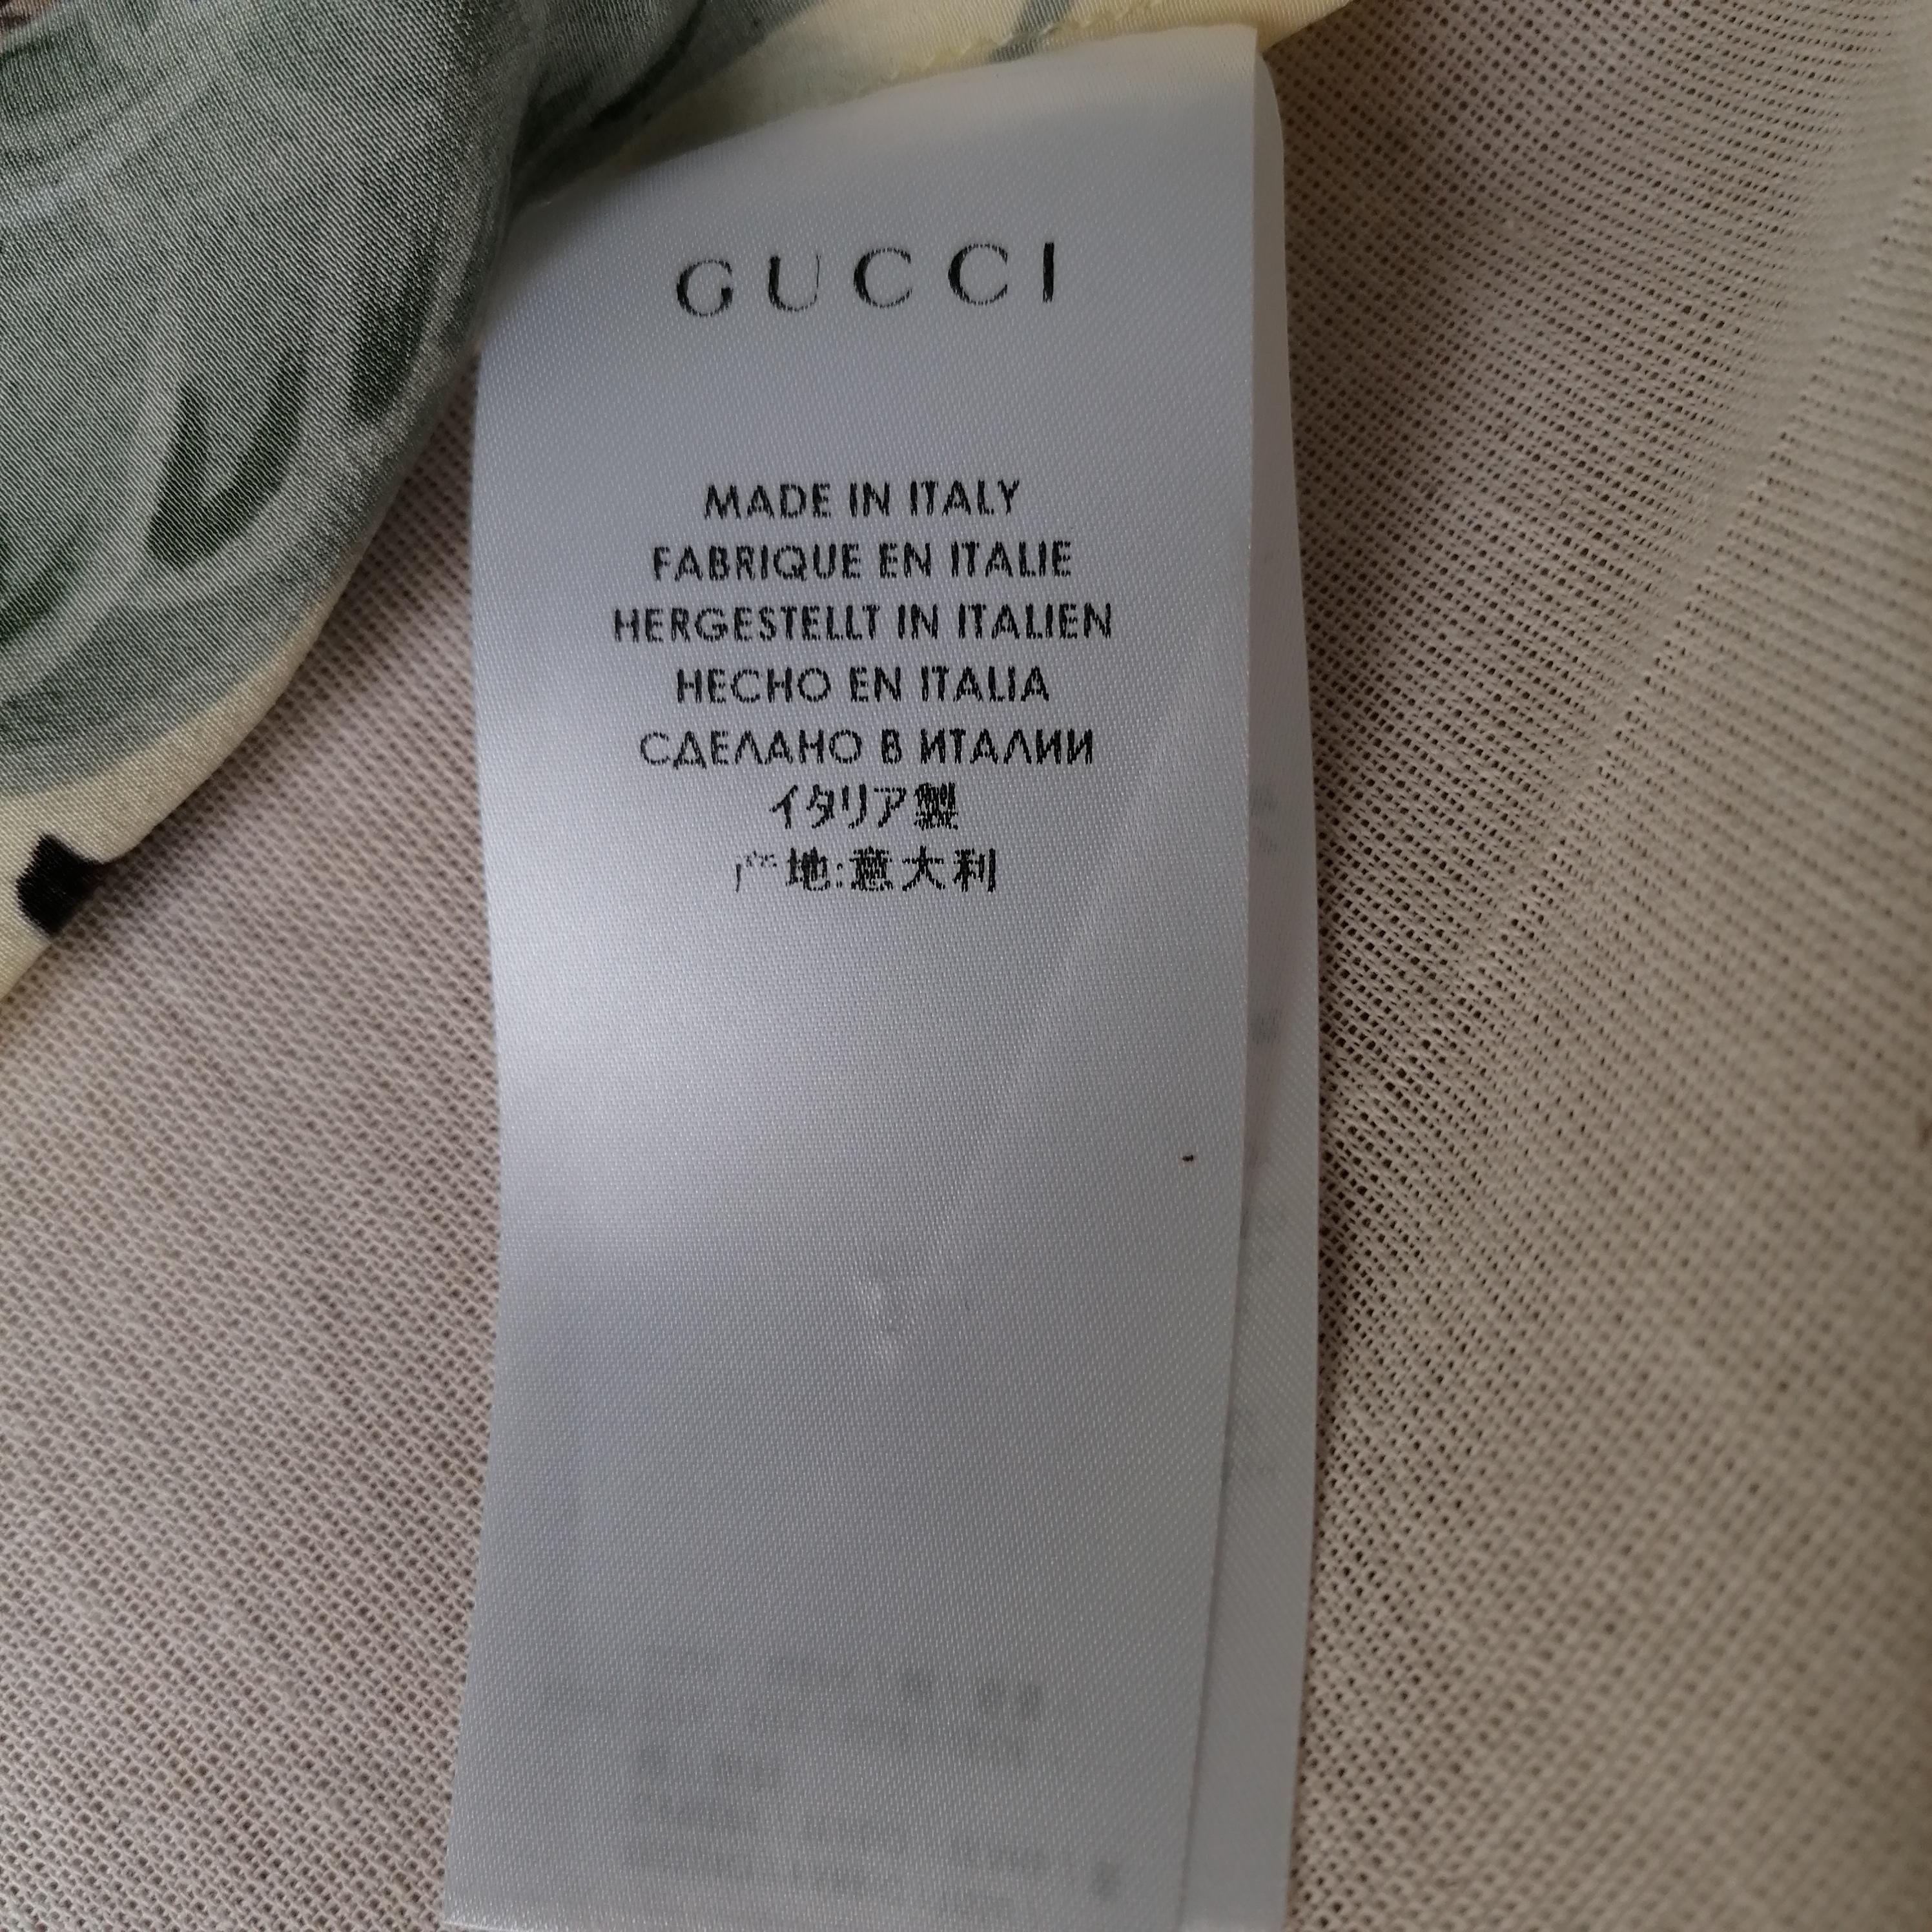 GUCCI
MADE IN ITALY
FABRIQUE EN ITALIE
HERGESTELLT IN ITALIEN
HECHO EN ITALIA
СДЕЛАНО В ИТАЛИИ
イタリア製
产地:意大利